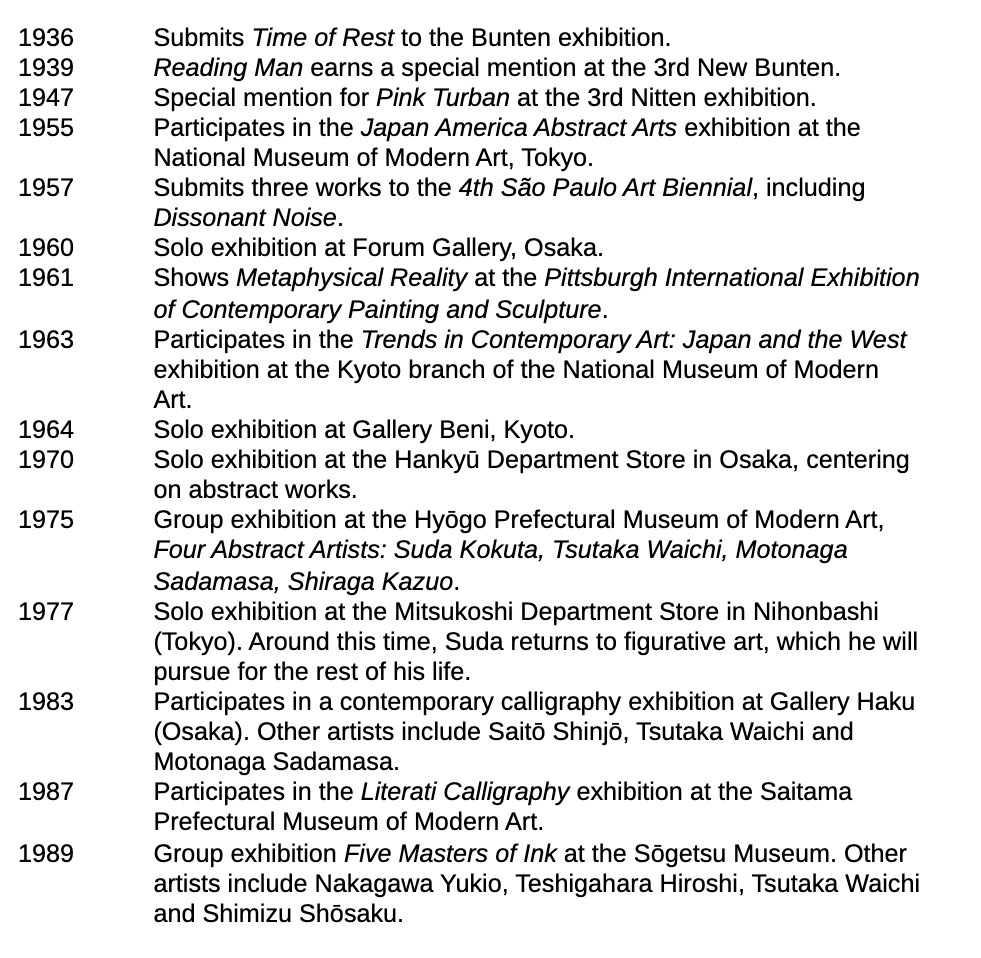 1936 Submits Time of Rest to the Bunten exhibition.
1939 Reading Man earns a special mention at the 3rd New Bunten.
1947 Special mention for Pink Turban at the 3rd Nitten exhibition.
1955 Participates in the Japan America Abstract Arts exhibition at the
National Museum of Modern Art, Tokyo.
1957 Submits three works to the 4th São Paulo Art Biennial, including
Dissonant Noise.
1960 Solo exhibition at Forum Gallery, Osaka.
1961 Shows Metaphysical Reality at the Pittsburgh International Exhibition
of Contemporary Painting and Sculpture.
1963 Participates in the Trends in Contemporary Art: Japan and the West
exhibition at the Kyoto branch of the National Museum of Modern
Art.
1964 Solo exhibition at Gallery Beni, Kyoto.
1970 Solo exhibition at the Hankyū Department Store in Osaka, centering
on abstract works.
1975 Group exhibition at the Hyōgo Prefectural Museum of Modern Art,
Four Abstract Artists: Suda Kokuta, Tsutaka Waichi, Motonaga
Sadamasa, Shiraga Kazuo.
1977 Solo exhibition at the Mitsukoshi Department Store in Nihonbashi
(Tokyo). Around this time, Suda returns to figurative art, which he will
pursue for the rest of his life.
1983 Participates in a contemporary calligraphy exhibition at Gallery Haku
(Osaka). Other artists include Saitō Shinjō, Tsutaka Waichi and
Motonaga Sadamasa.
1987 Participates in the Literati Calligraphy exhibition at the Saitama
Prefectural Museum of Modern Art.
1989 Group exhibition Five Masters of Ink at the Sōgetsu Museum. Other
artists include Nakagawa Yukio, Teshigahara Hiroshi, Tsutaka Waichi
and Shimizu Shōsaku.